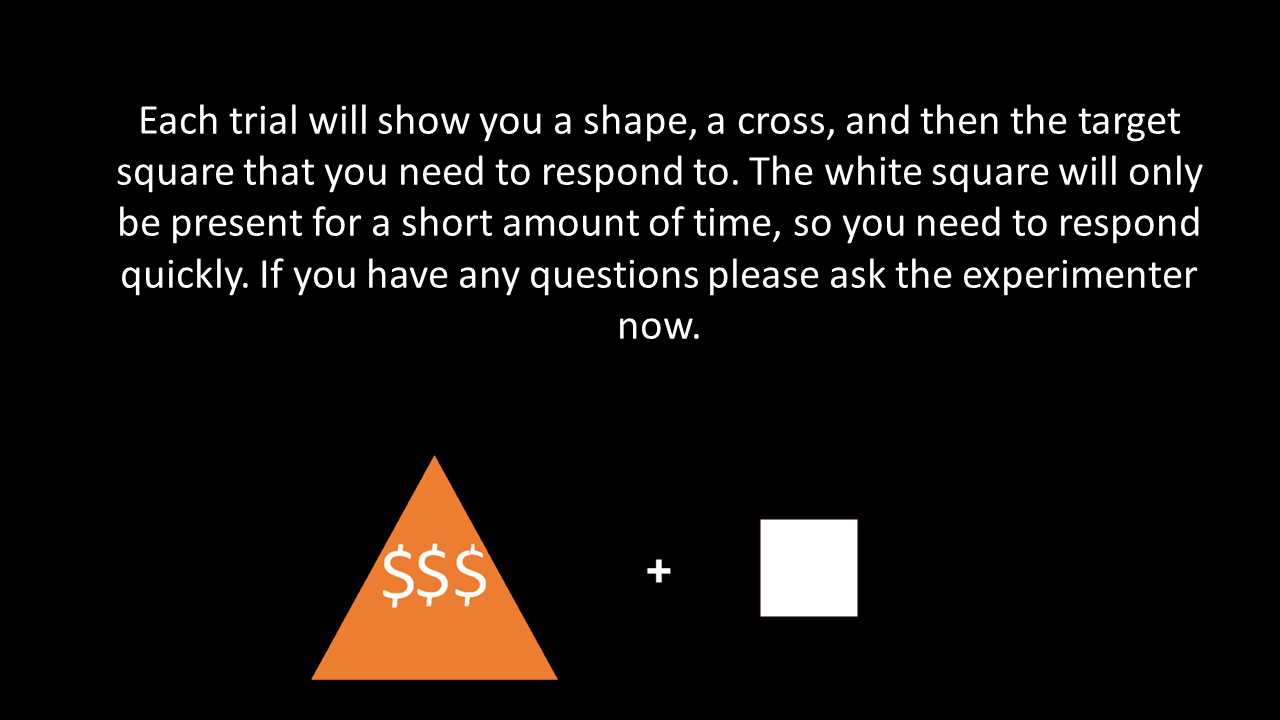 Each trial will show you a shape, a cross, and then the target
square that you need to respond to. The white square will only
be present for a short amount of time, so you need to respond
quickly. If you have any questions please ask the experimenter
now.
$$$
+